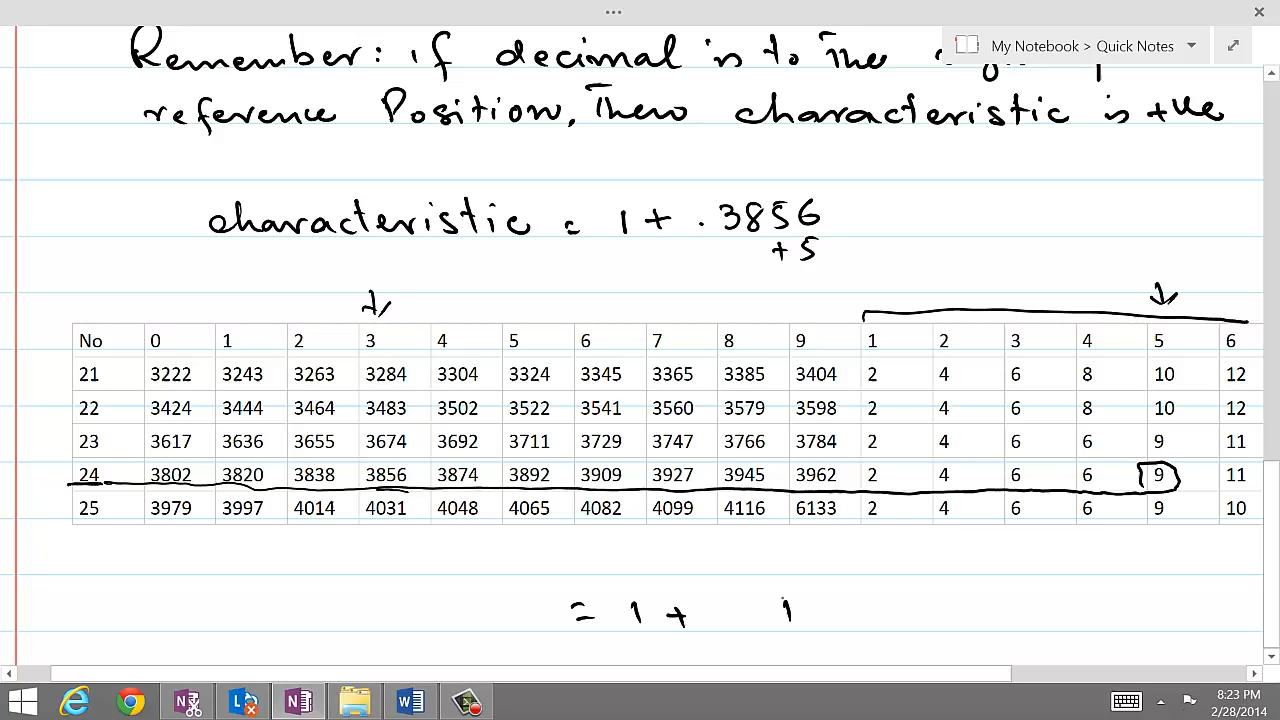 ...
My Notebook > Quick Notes
Remember: if decimal is to The
reference Position, Then characteristic is +ve
characteristic = 1 + .3856
+5
No 0 1 2 3 4 5 6 7 8 9 1 2 3 4 5 6
21 3222 3243 3263 3284 3304 3324 3345 3365 3385 3404 2 4 6 8 10 12
22 3424 3444 3464 3483 3502 3522 3541 3560 3579 3598 2 4 6 8 10 12
23 3617 3636 3655 3674 3692 3711 3729 3747 3766 3784 2 4 6 6 9 11
24 3802 3820 3838 3856 3874 3892 3909 3927 3945 3962 2 4 6 6 9 11
25 3979 3997 4014 4031 4048 4065 4082 4099 4116 6133 2 4 6 6 9 10
= 1 + 1
8:23 PM
2/28/2014